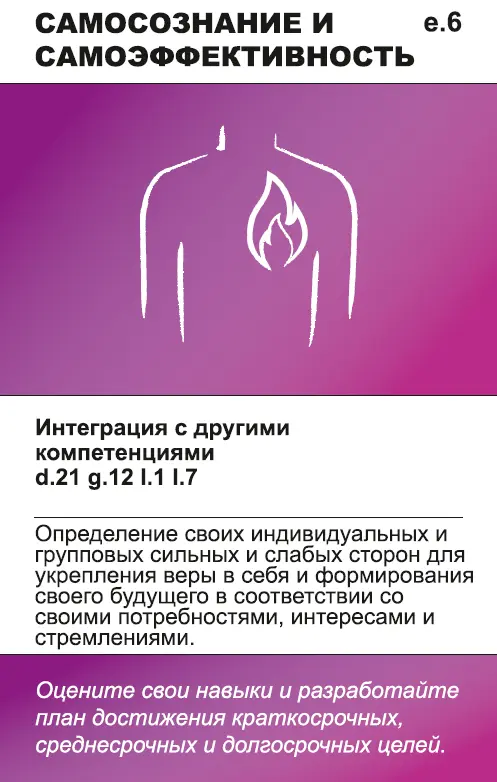 САМОСОЗНАНИЕ И
e.6
САМОЭФФЕКТИВНОСТЬ
Интеграция с другими
компетенциями
d.21 g.12 l.1 l.7
Определение своих индивидуальных и
групповых сильных и слабых сторон для
укрепления веры в себя и формирования
своего будущего в соответствии со
своими потребностями, интересами и
стремлениями.
Оцените свои навыки и разработайте
план достижения краткосрочных,
среднесрочных и долгосрочных целей.